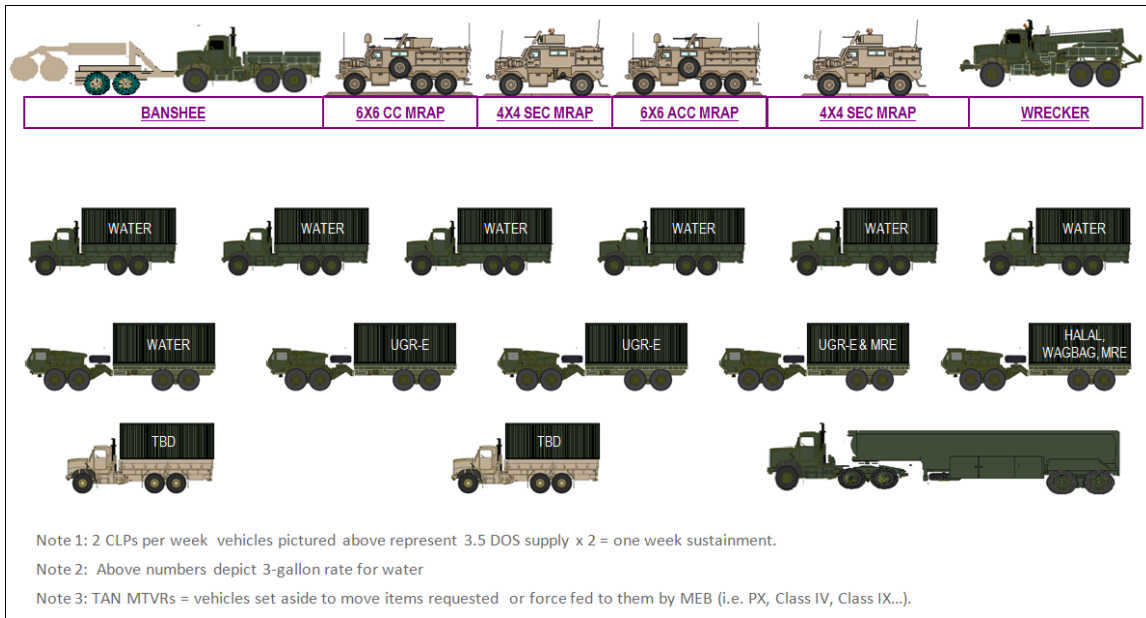 BANSHEE 6X6 CC MRAP 4X4 SEC MRAP 6X6 ACC MRAP 4X4 SEC MRAP WRECKER
WATER WATER WATER WATER WATER WATER
WATER UGR-E UGR-E UGR-E & MRE HALAL,
WAGBAG, MRE
TBD TBD
Note 1: 2 CLPs per week vehicles pictured above represent 3.5 DOS supply x 2 = one week sustainment.
Note 2: Above numbers depict 3-gallon rate for water
Note 3: TAN MTVRs = vehicles set aside to move items requested or force fed to them by MEB (i.e. PX, Class IV, Class IX...).